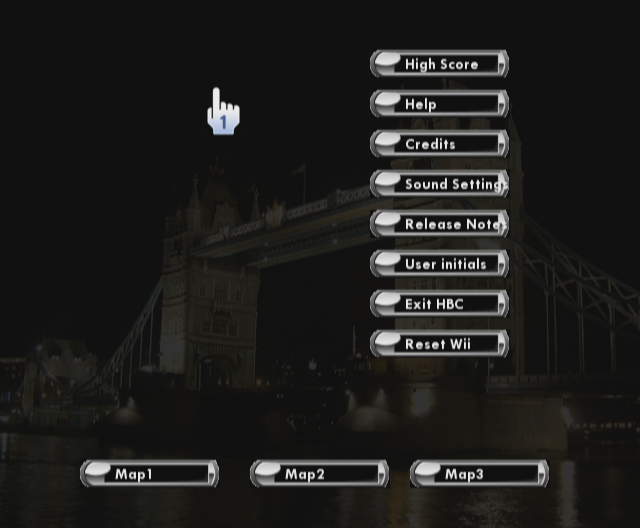 High Score
1
Help
Credits
Sound Setting
Release Note
User initials
Exit HBC
Reset Wii
Map1
Map2
Map3